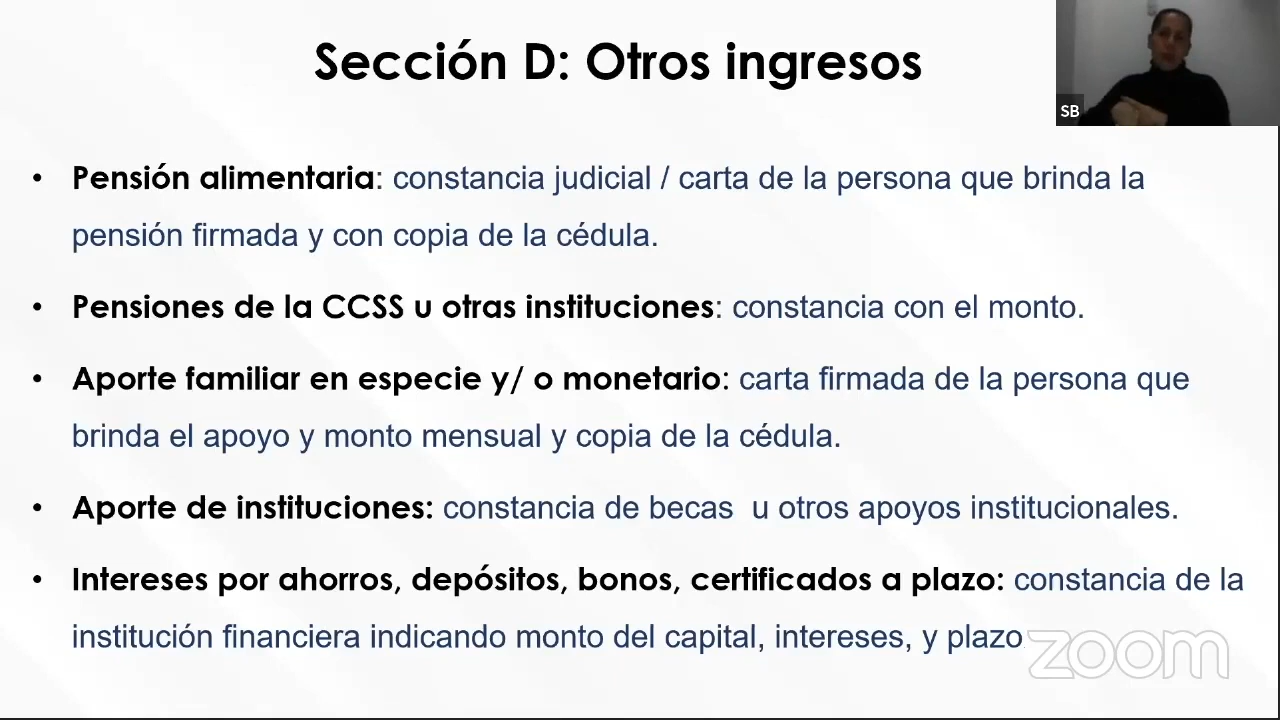 Sección D: Otros ingresos
SB
• Pensión alimentaria: constancia judicial / carta de la persona que brinda la
pensión firmada y con copia de la cédula.
• Pensiones de la CCSS u otras instituciones: constancia con el monto.
• Aporte familiar en especie y/ o monetario: carta firmada de la persona que
brinda el apoyo y monto mensual y copia de la cédula.
• Aporte de instituciones: constancia de becas  u otros apoyos institucionales.
• Intereses por ahorros, depósitos, bonos, certificados a plazo: constancia de la
institución financiera indicando monto del capital, intereses, y plazo
zoom